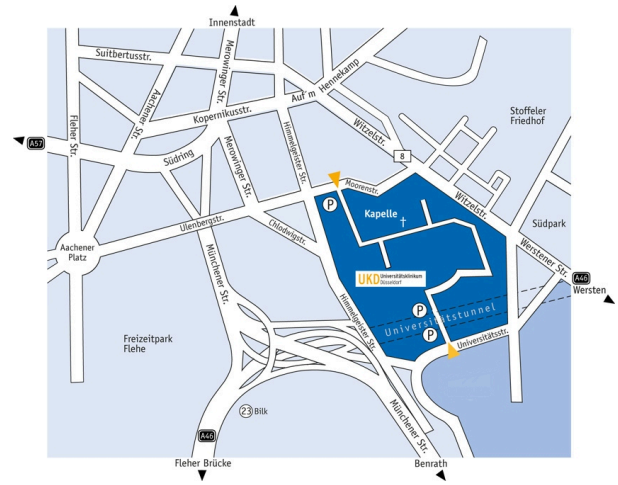 Innenstadt
Suitbertusstr.
Merowinger Str.
Auf'm Hennekamp
Aachener Str.
Kopernikusstr.
Stoffeler
Friedhof
Fleher Str.
Witzelstr.
Himmelgeister Str.
A57
Südring
Merowinger Str.
8
Moorenstr.
P
Kapelle
Witzelstr.
Ulenbergstr.
Chlodwigstr.
Südpark
Aachener
Platz
Münchener Str.
Werstener Str.
A46
Wersten
UKD Universitätsklinikum
Düsseldorf
Himmelgeister Str.
P
Universitätstunnel
P
Universitätsstr.
Freizeitpark
Flehe
23 Bilk
Münchener Str.
A46
Fleher Brücke
Benrath